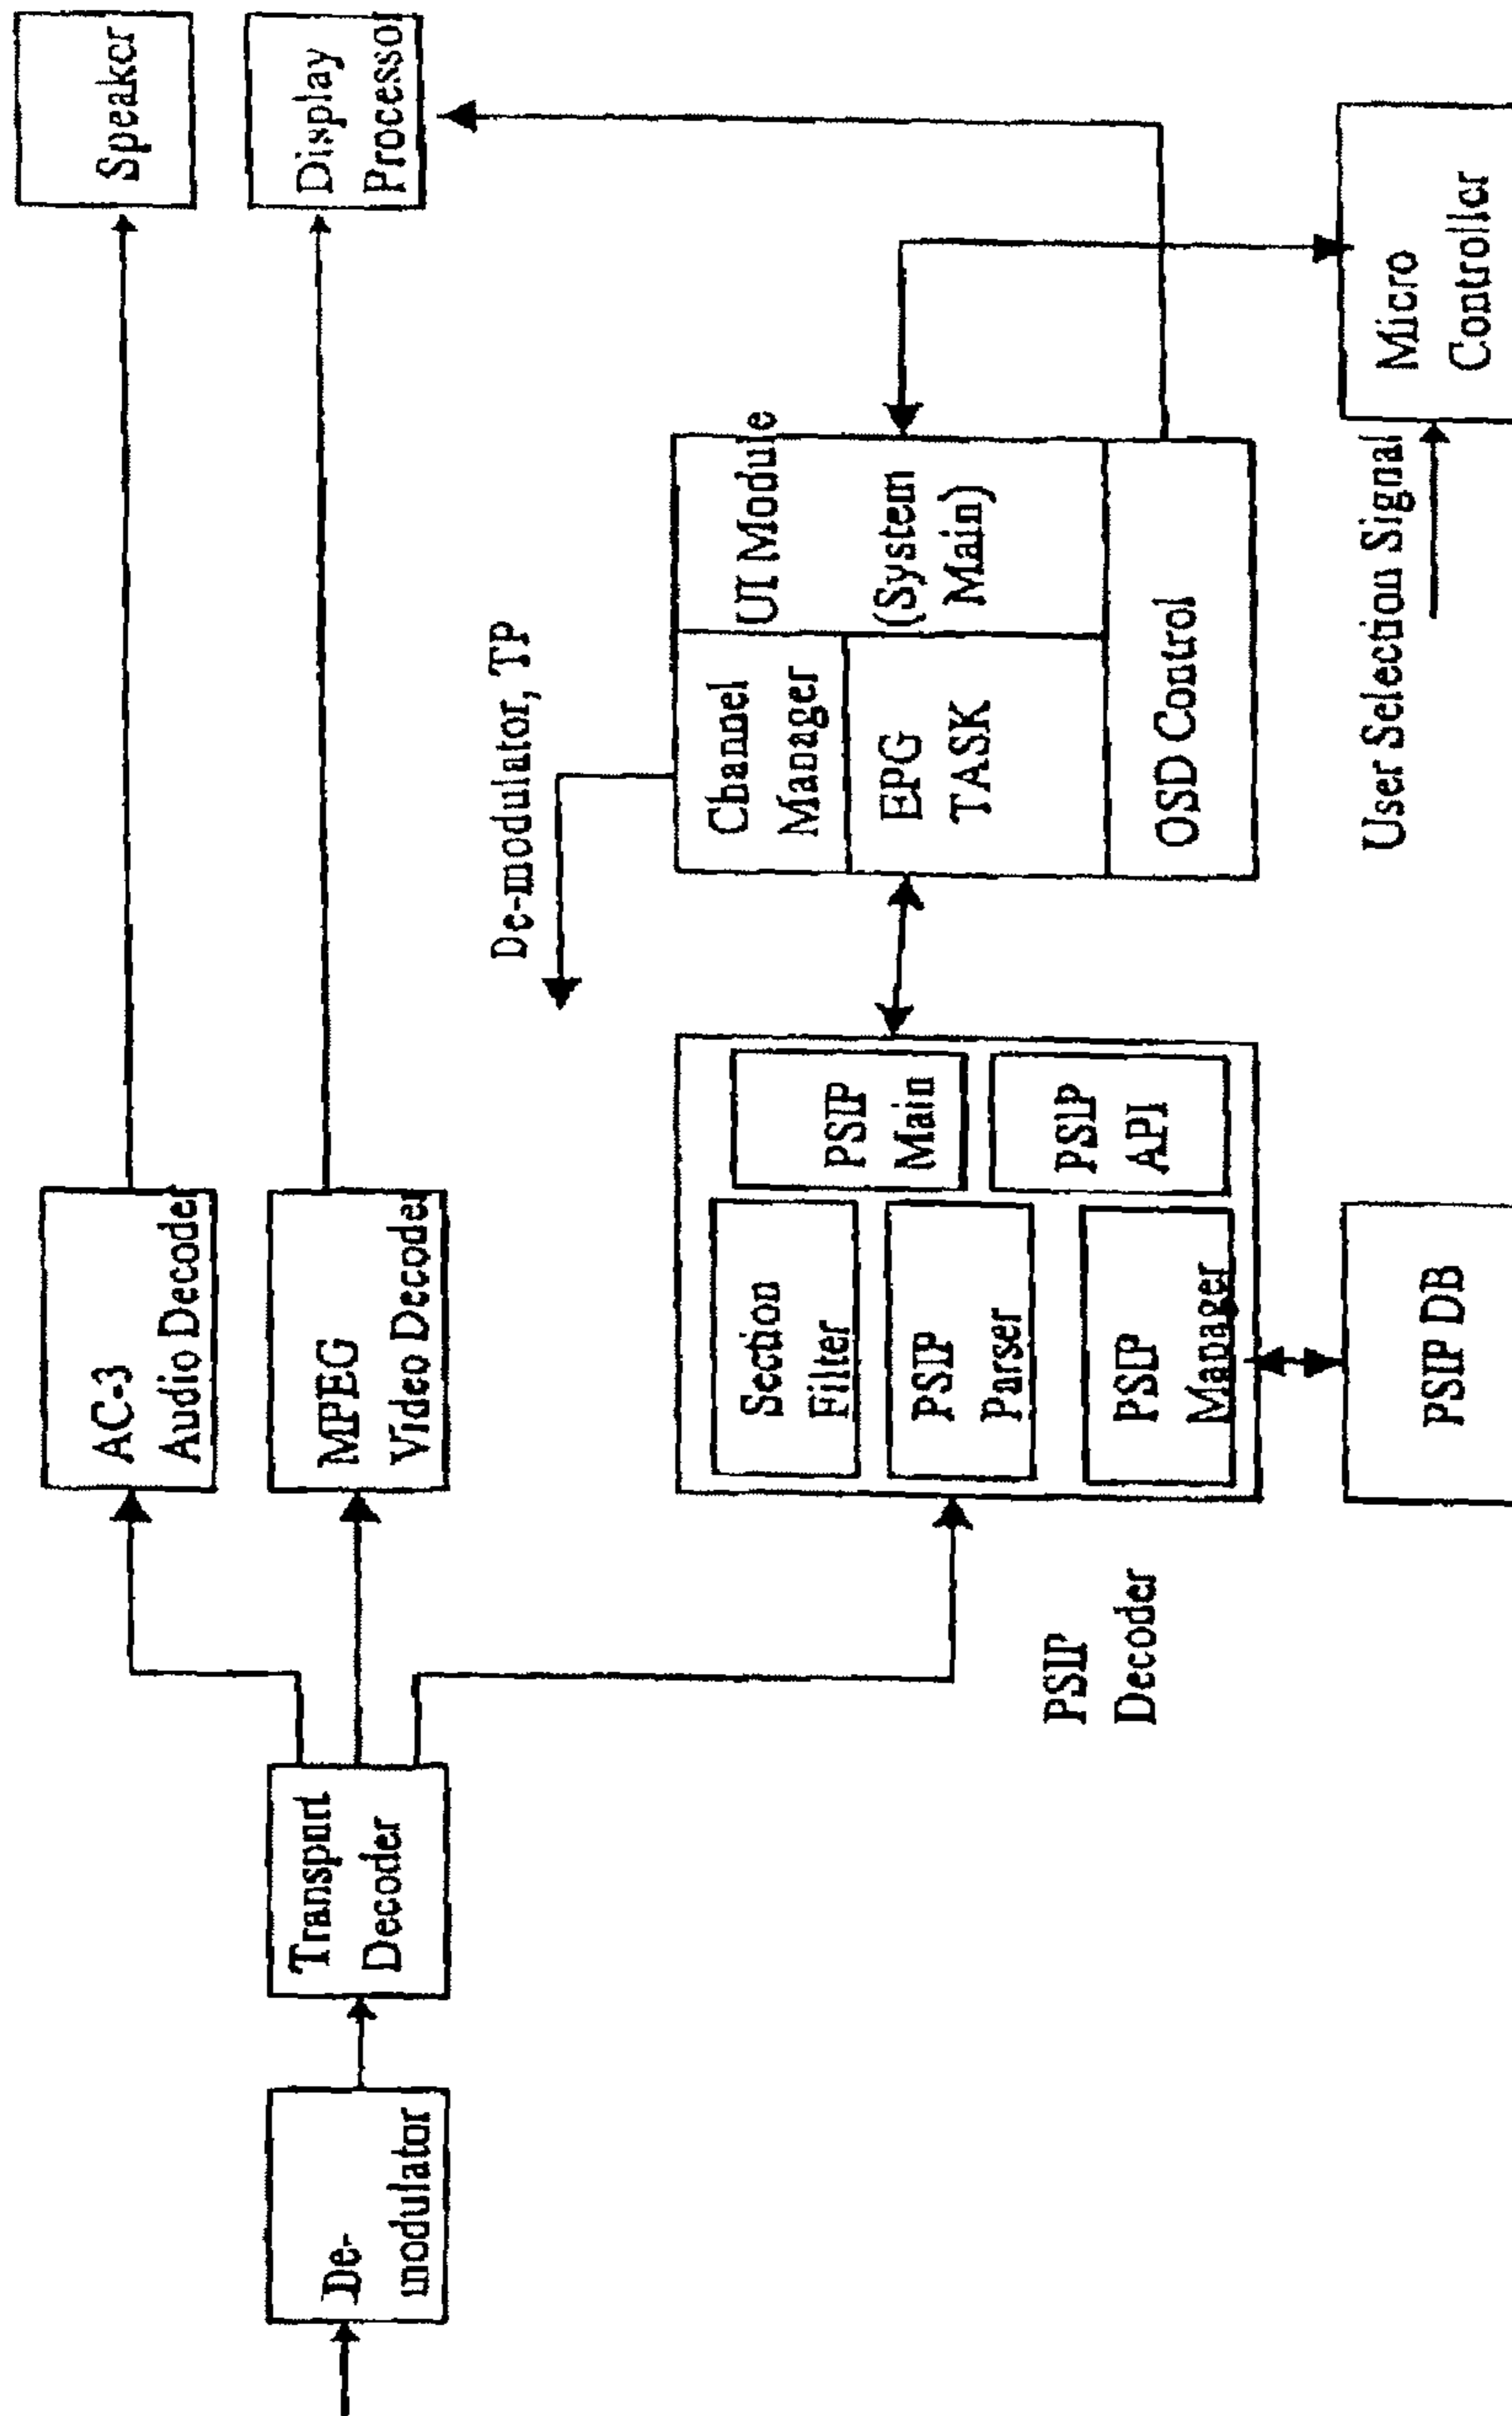 Speaker
Display
Processor
AC-3
Audio Decoder
MPEG
Video Decoder
Transport
Decoder
De-
modulator
De-modulator, TP
Channel
Manager
UI Module
(System
Main)
EPG
TASK
OSD Control
Section
Filter
PSIP
Main
PSIP
Parser
PSIP
API
PSIP
Manager
PSIP
Decoder
PSIP DB
User Selection Signal
Micro
Controller